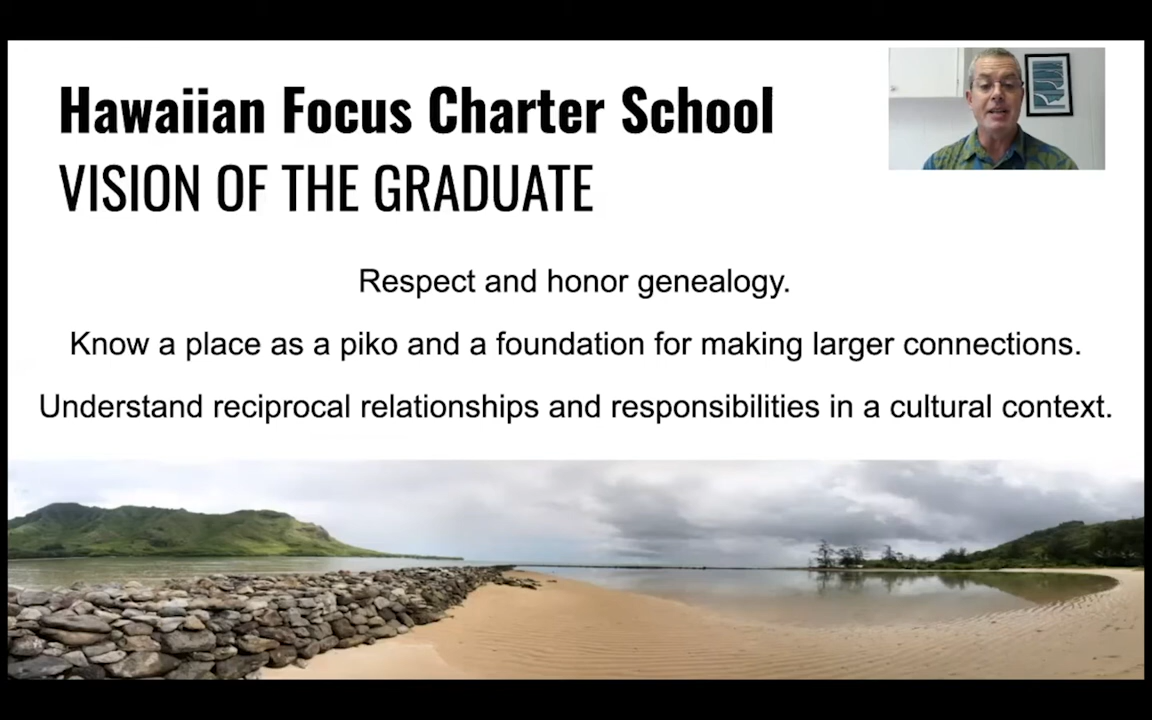 Hawaiian Focus Charter School
VISION OF THE GRADUATE
Respect and honor genealogy.
Know a place as a piko and a foundation for making larger connections.
Understand reciprocal relationships and responsibilities in a cultural context.